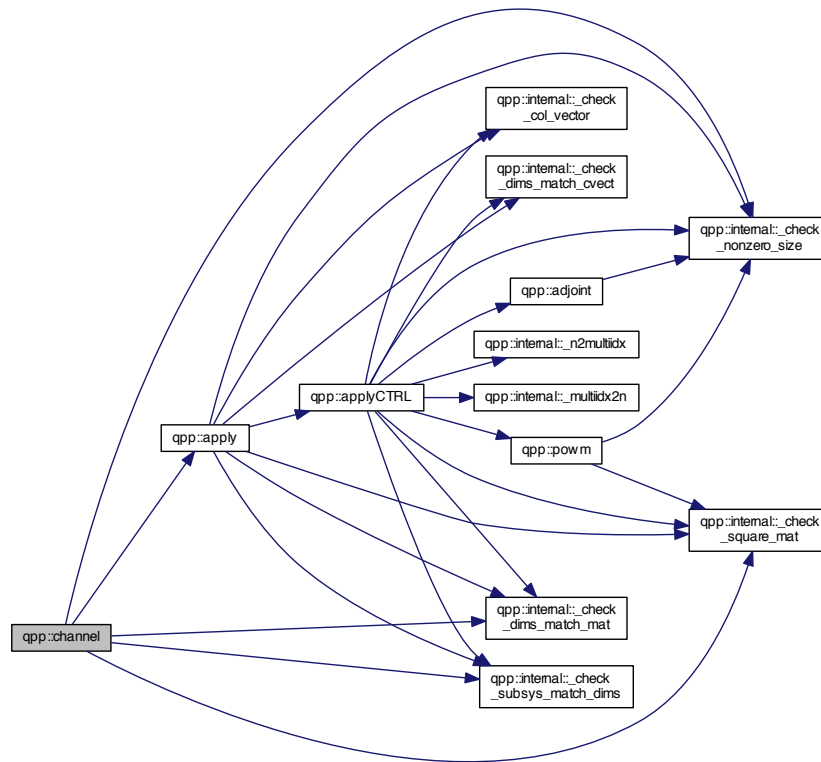 qpp::internal::_check
_col_vector
qpp::internal::_check
_dims_match_cvect
qpp::internal::_check
_nonzero_size
qpp::adjoint
qpp::internal::_n2multiidx
qpp::applyCTRL
qpp::internal::_multiidx2n
qpp::apply
qpp::powm
qpp::internal::_check
_square_mat
qpp::internal::_check
_dims_match_mat
qpp::channel
qpp::internal::_check
_subsys_match_dims